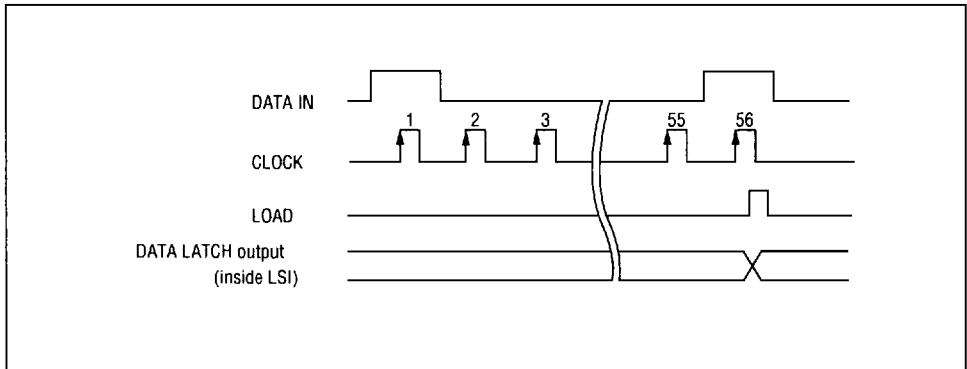 DATA IN
1 2 3 55 56
CLOCK
LOAD
DATA LATCH output
(inside LSI)